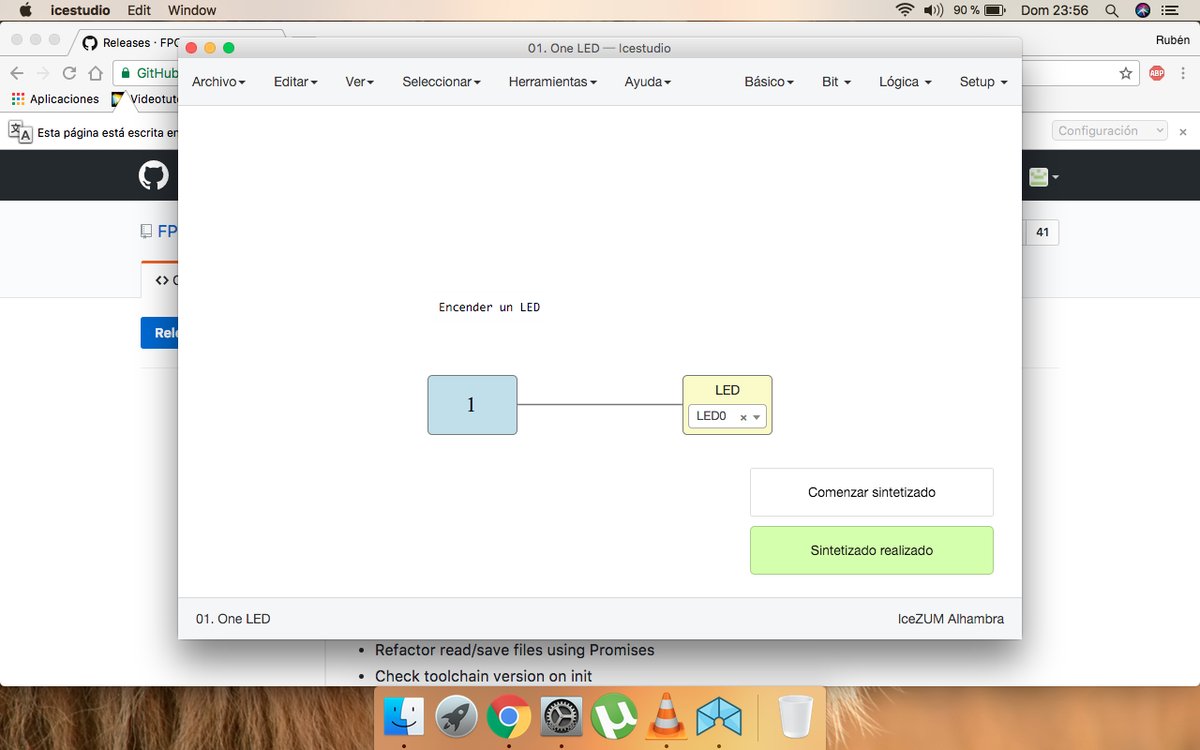 icestudio Edit Window 90 % Dom 23:56
Releases · FPG Rubén
01. One LED — Icestudio
GitHub
Archivo Editar Ver Seleccionar Herramientas Ayuda Básico Bit Lógica Setup
ABP
Aplicaciones
Esta página está escrita en Configuración
FP 41
Encender un LED
1
LED
LED0
Comenzar sintetizado
Sintetizado realizado
01. One LED IceZUM Alhambra
Refactor read/save files using Promises
Check toolchain version on init